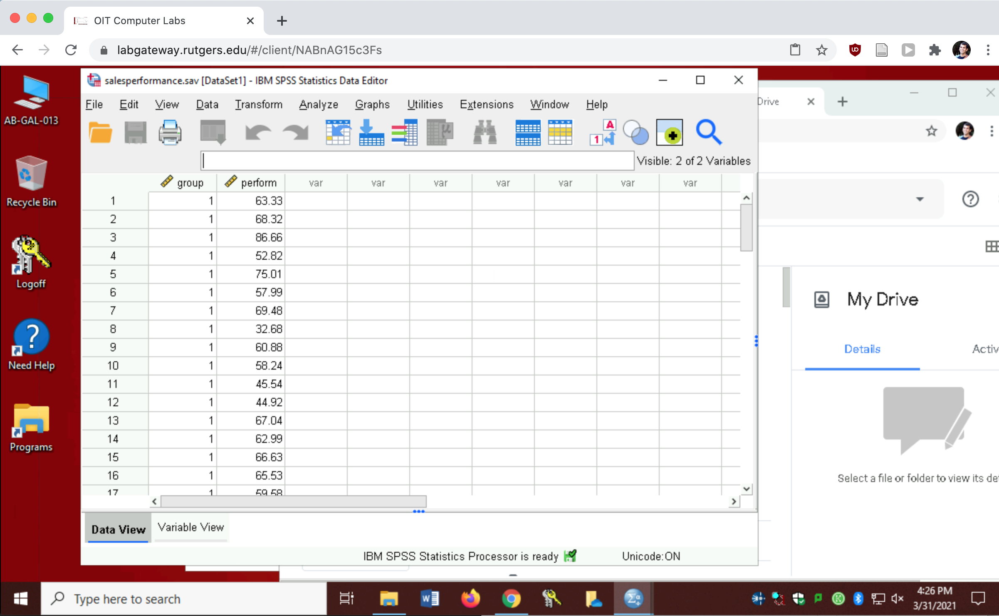 OIT Computer Labs
labgateway.rutgers.edu/#/client/NABnAG15c3Fs
AB-GAL-013
Recycle Bin
Logoff
Need Help
Programs
salesperformance.sav [DataSet1] - IBM SPSS Statistics Data Editor
File Edit View Data Transform Analyze Graphs Utilities Extensions Window Help
Visible: 2 of 2 Variables
group perform var var var var var var var
1 1 63.33
2 1 68.32
3 1 86.66
4 1 52.82
5 1 75.01
6 1 57.99
7 1 69.48
8 1 32.68
9 1 60.88
10 1 58.24
11 1 45.54
12 1 44.92
13 1 67.04
14 1 62.99
15 1 66.63
16 1 65.53
17 1 59.58
Data View Variable View
IBM SPSS Statistics Processor is ready Unicode:ON
Drive
My Drive
Details Activ
Select a file or folder to view its det
Type here to search
4:26 PM
3/31/2021